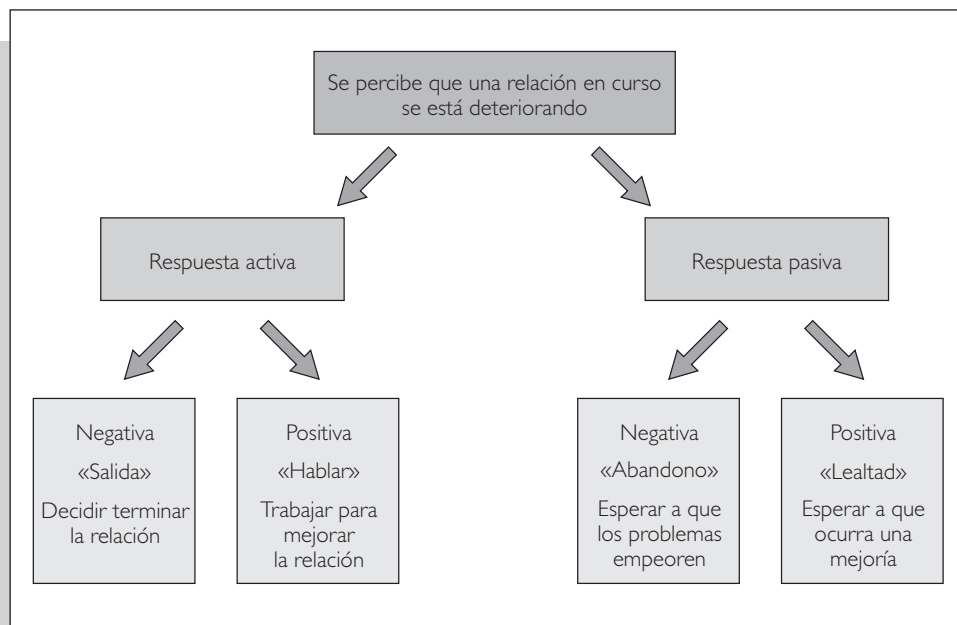 Se percibe que una relación en curso
se está deteriorando
Respuesta activa
Respuesta pasiva
Negativa
«Salida»
Decidir terminar
la relación
Positiva
«Hablar»
Trabajar para
mejorar
la relación
Negativa
«Abandono»
Esperar a que
los problemas
empeoren
Positiva
«Lealtad»
Esperar a que
ocurra una
mejoría